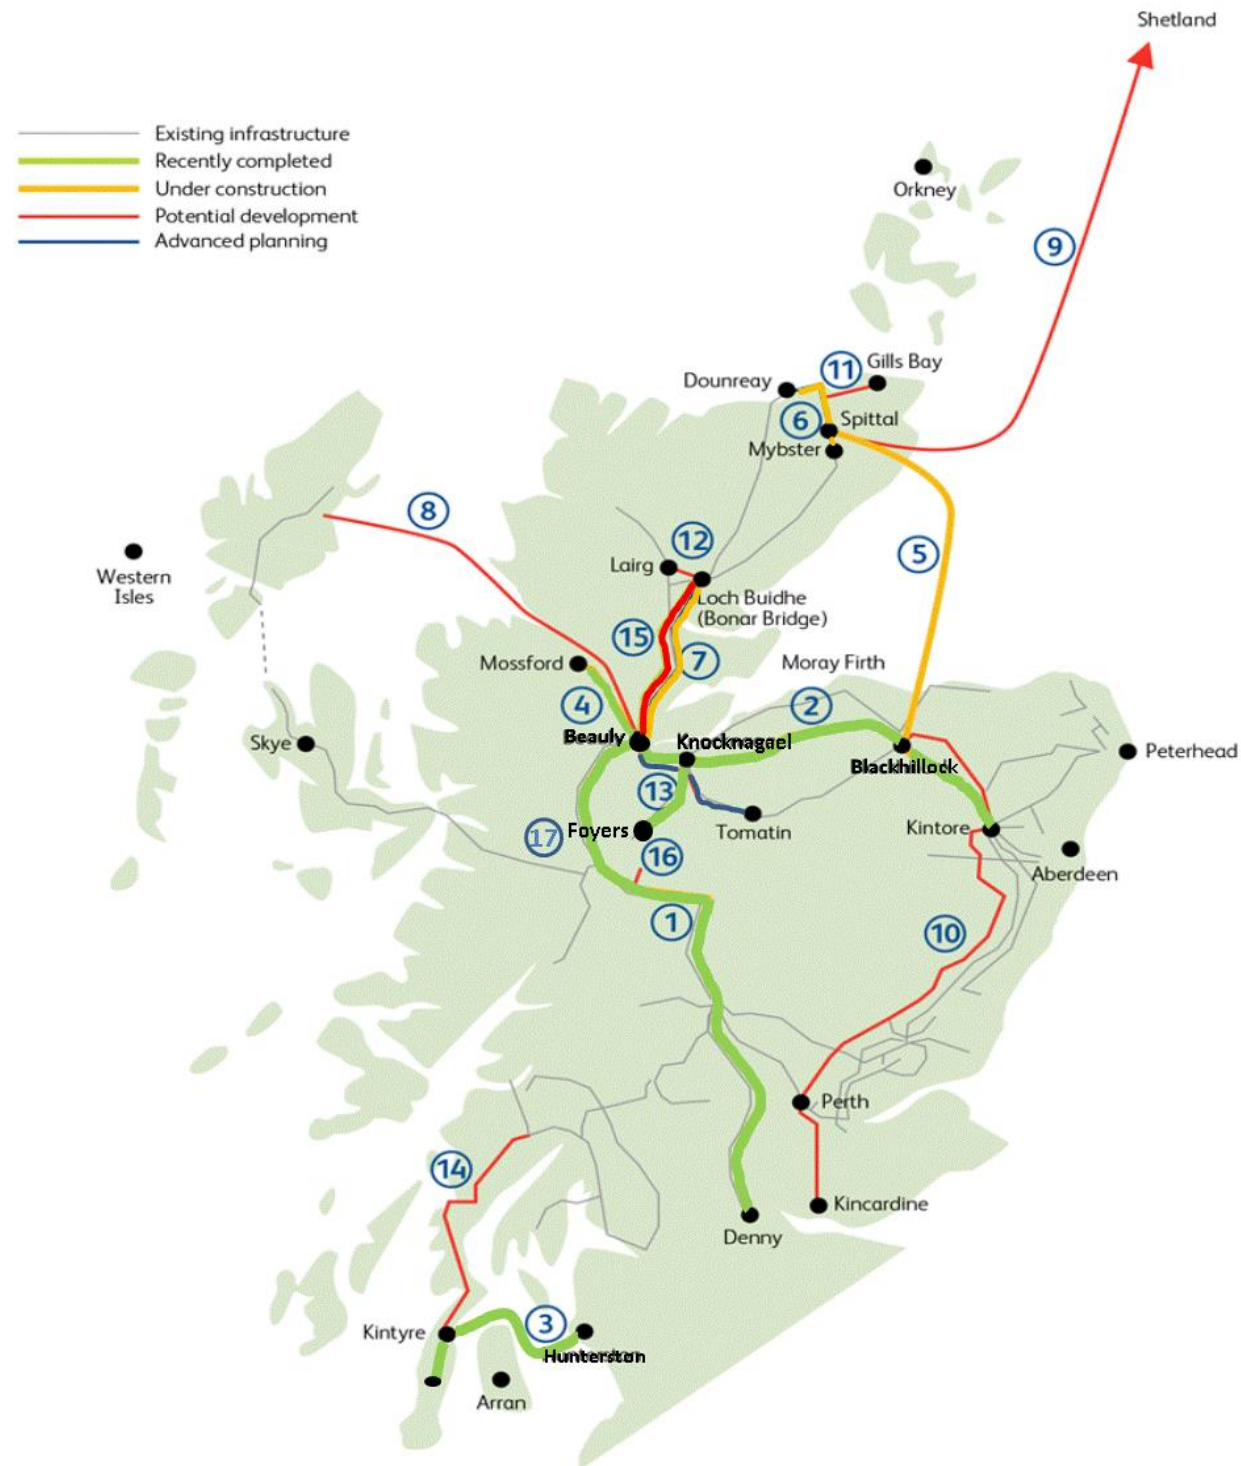 Shetland
Existing infrastructure
Recently completed
Under construction
Potential development
Advanced planning
Orkney
9
11
Gills Bay
Dounreay
6
Spittal
Mybster
8
12
5
Western
Isles
Lairg
Loch Buidhe
(Bonar Bridge)
15
7
Mossford
Moray Firth
4
2
Beauly
Knocknagael
Skye
Peterhead
Blackhillock
13
17
Foyers
Tomatin
Kintore
16
Aberdeen
1
10
Perth
14
Kincardine
Denny
3
Kintyre
Hunterston
Arran